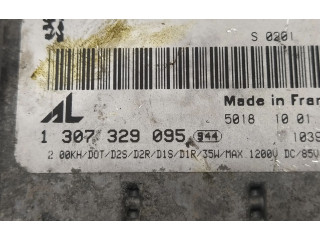 S 0201
AL
Made in Fran
1 307 329 095 944
5018 10 01
1039
2.00KH/DOT/D2S/D2R/D1S/D1R/35W/MAX.1200V DC/85V